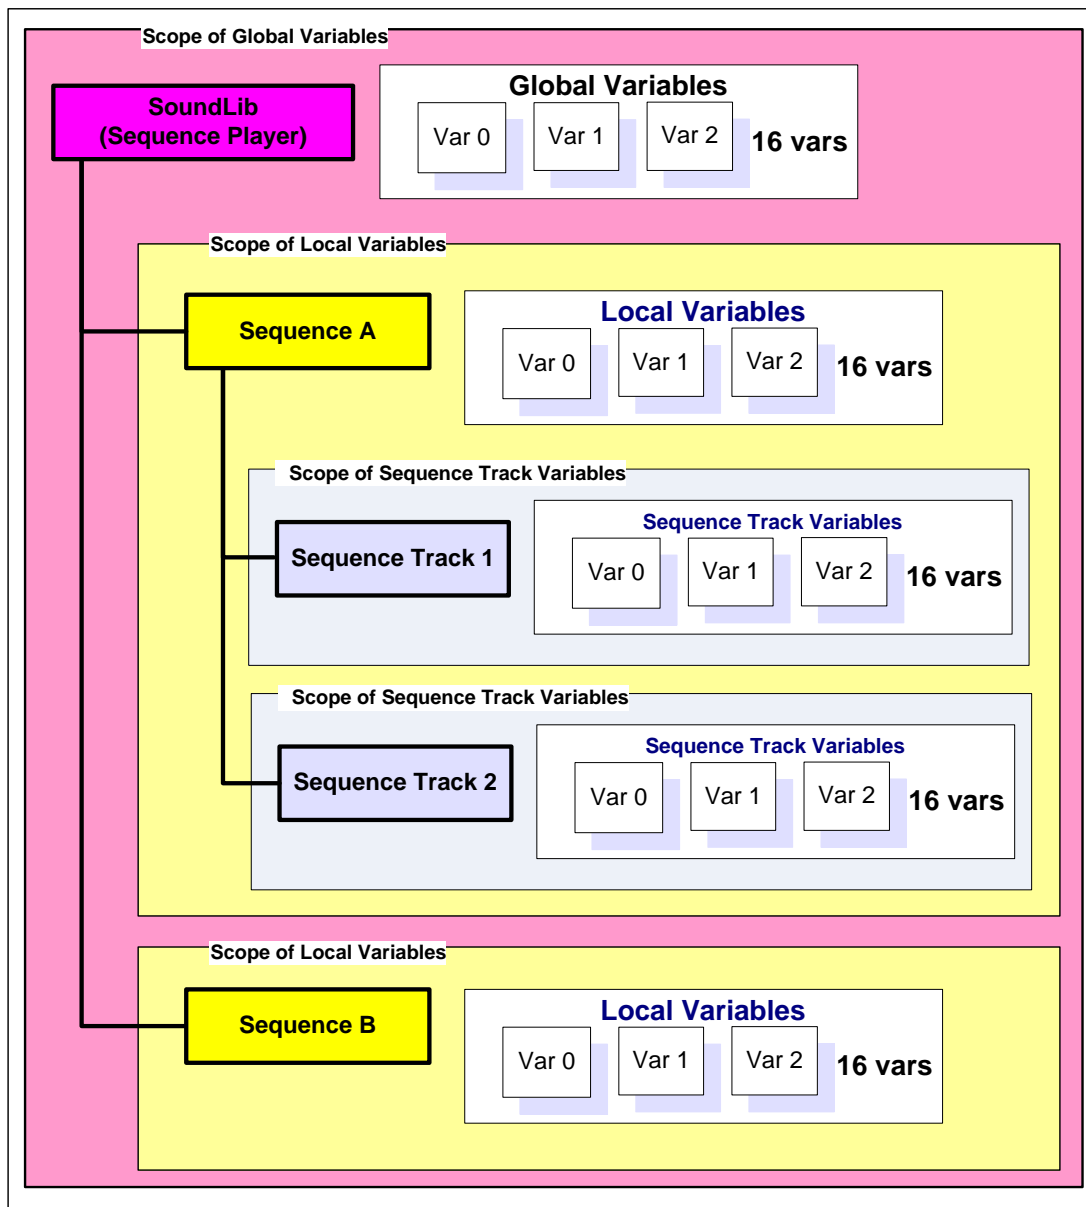 Scope of Global Variables
SoundLib
(Sequence Player)
Global Variables
Var 0
Var 1
Var 2
16 vars
Scope of Local Variables
Sequence A
Local Variables
Var 0
Var 1
Var 2
16 vars
Scope of Sequence Track Variables
Sequence Track 1
Sequence Track Variables
Var 0
Var 1
Var 2
16 vars
Scope of Sequence Track Variables
Sequence Track 2
Sequence Track Variables
Var 0
Var 1
Var 2
16 vars
Scope of Local Variables
Sequence B
Local Variables
Var 0
Var 1
Var 2
16 vars